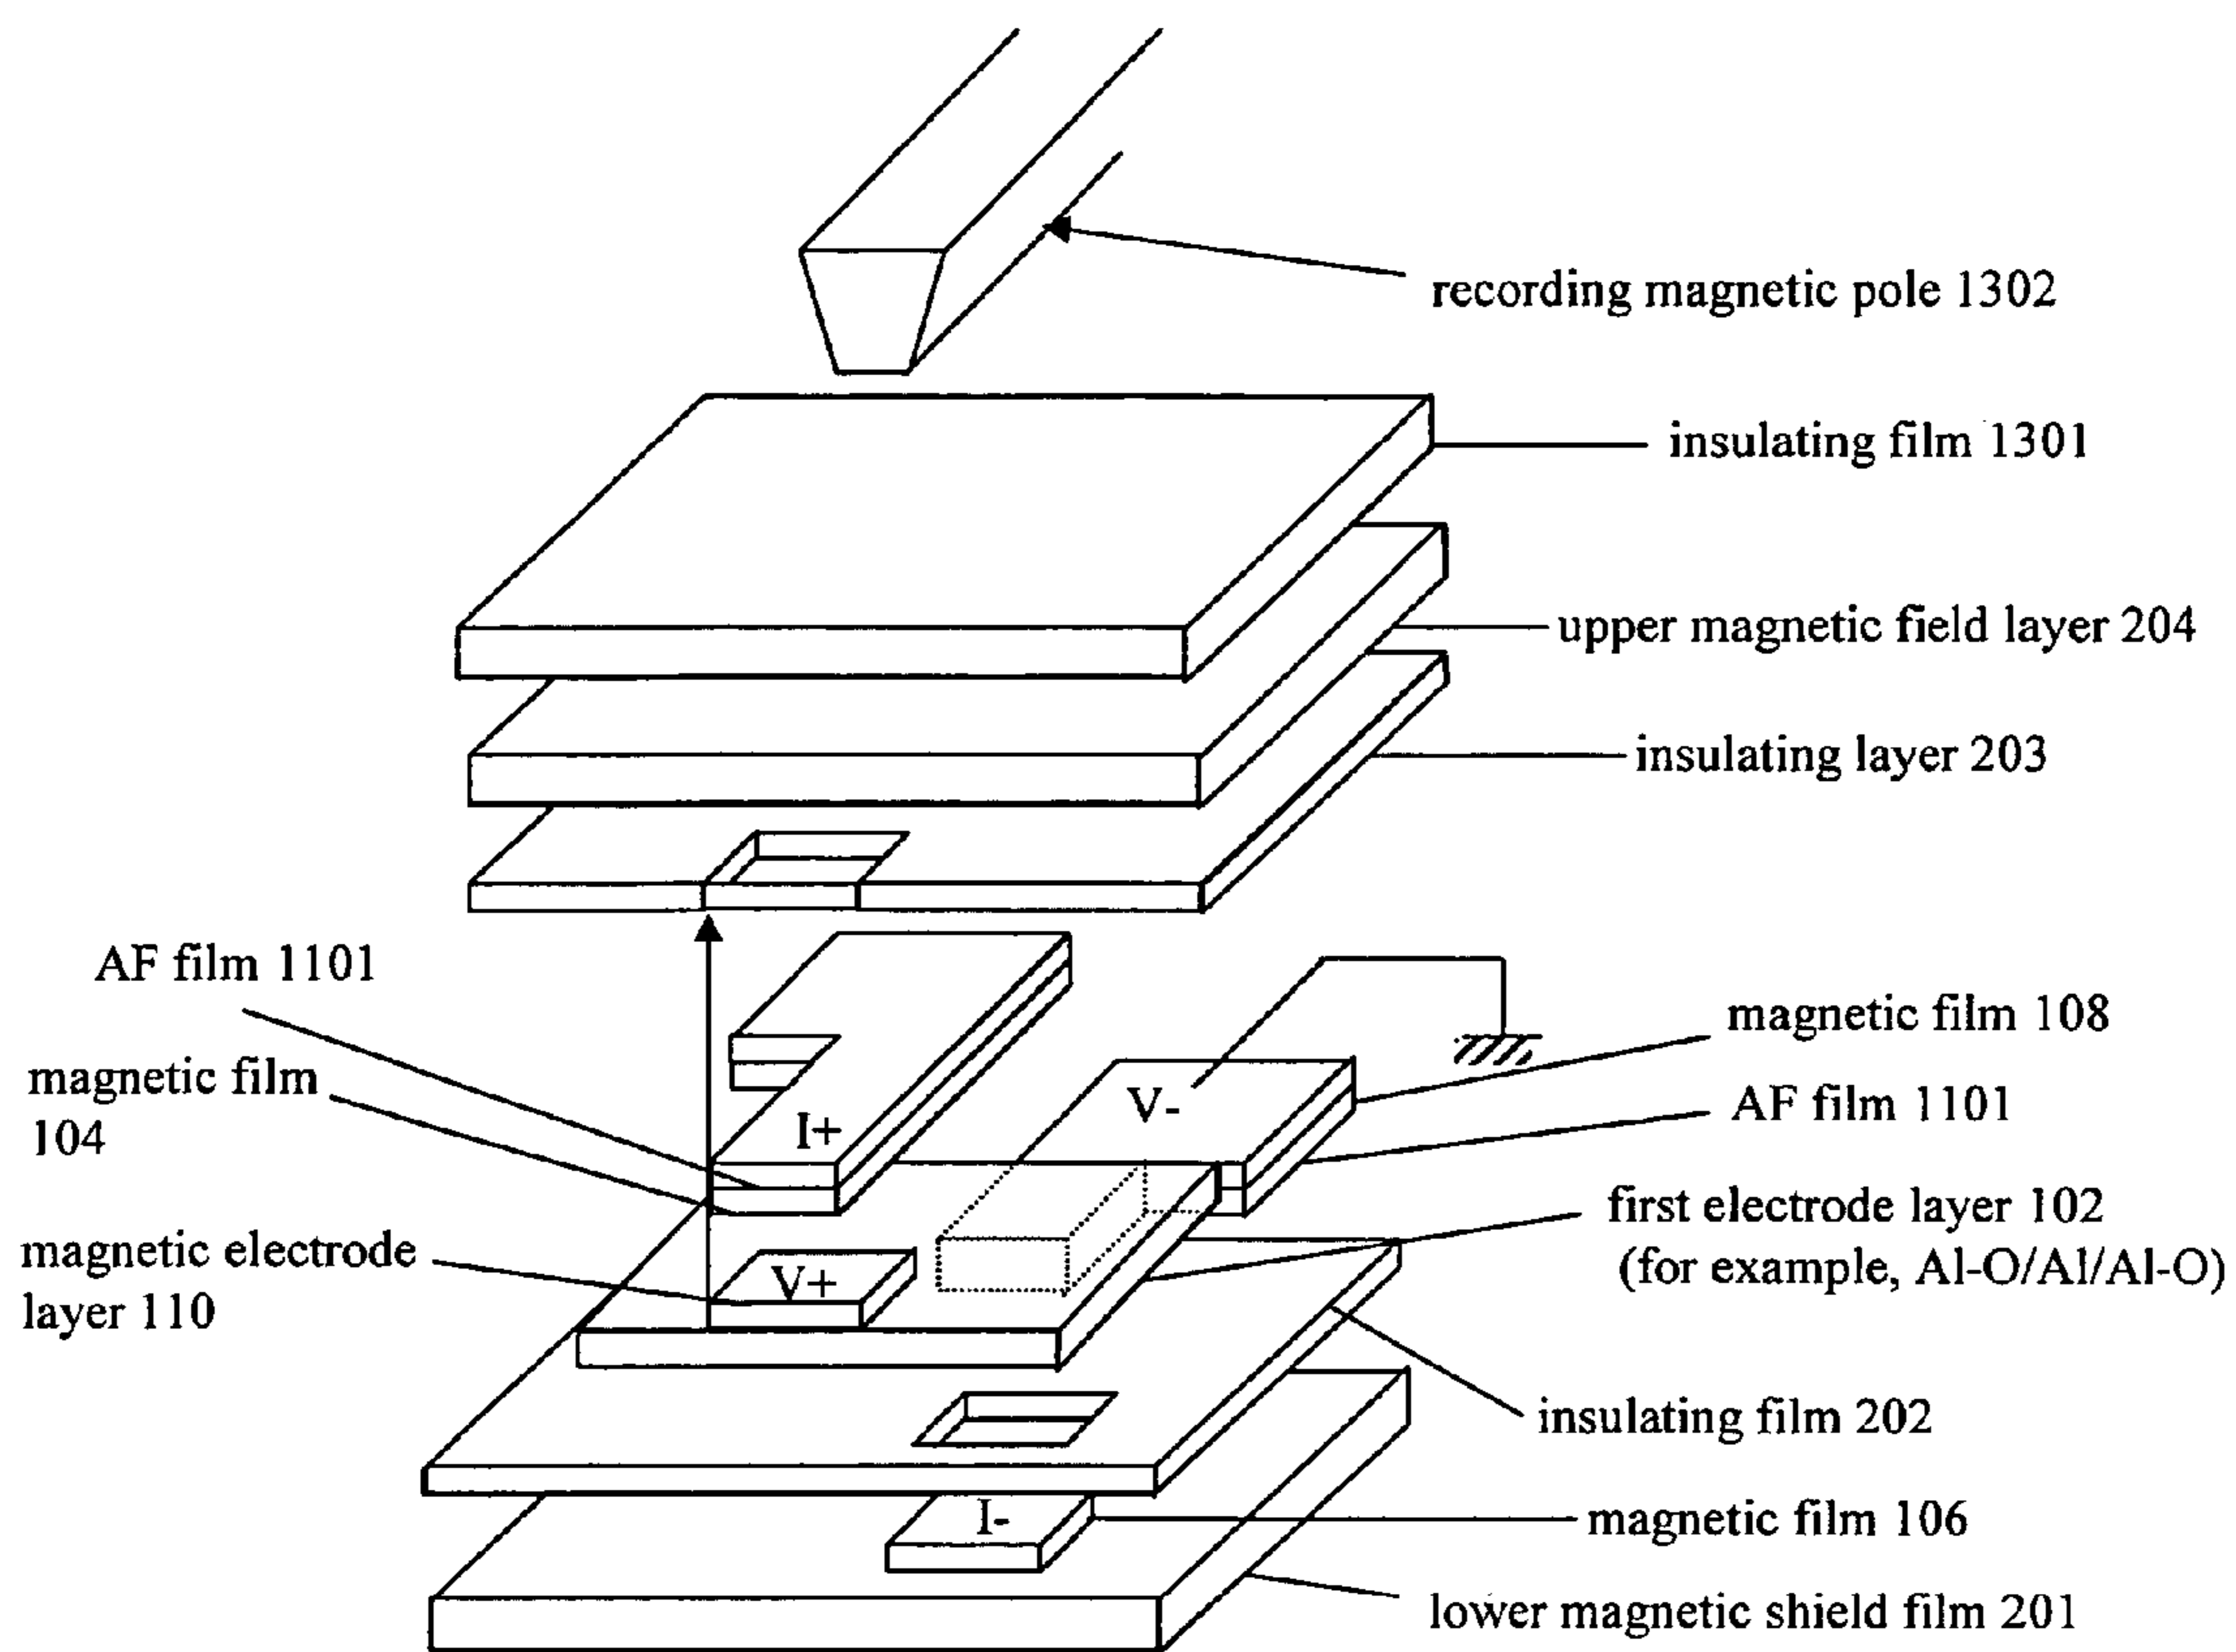 recording magnetic pole 1302
insulating film 1301
upper magnetic field layer 204
insulating layer 203
AF film 1101
magnetic film 108
magnetic film
104
AF film 1101
V-
I+
first electrode layer 102
(for example, Al-O/Al/Al-O)
magnetic electrode
layer 110
V+
insulating film 202
I-
magnetic film 106
lower magnetic shield film 201